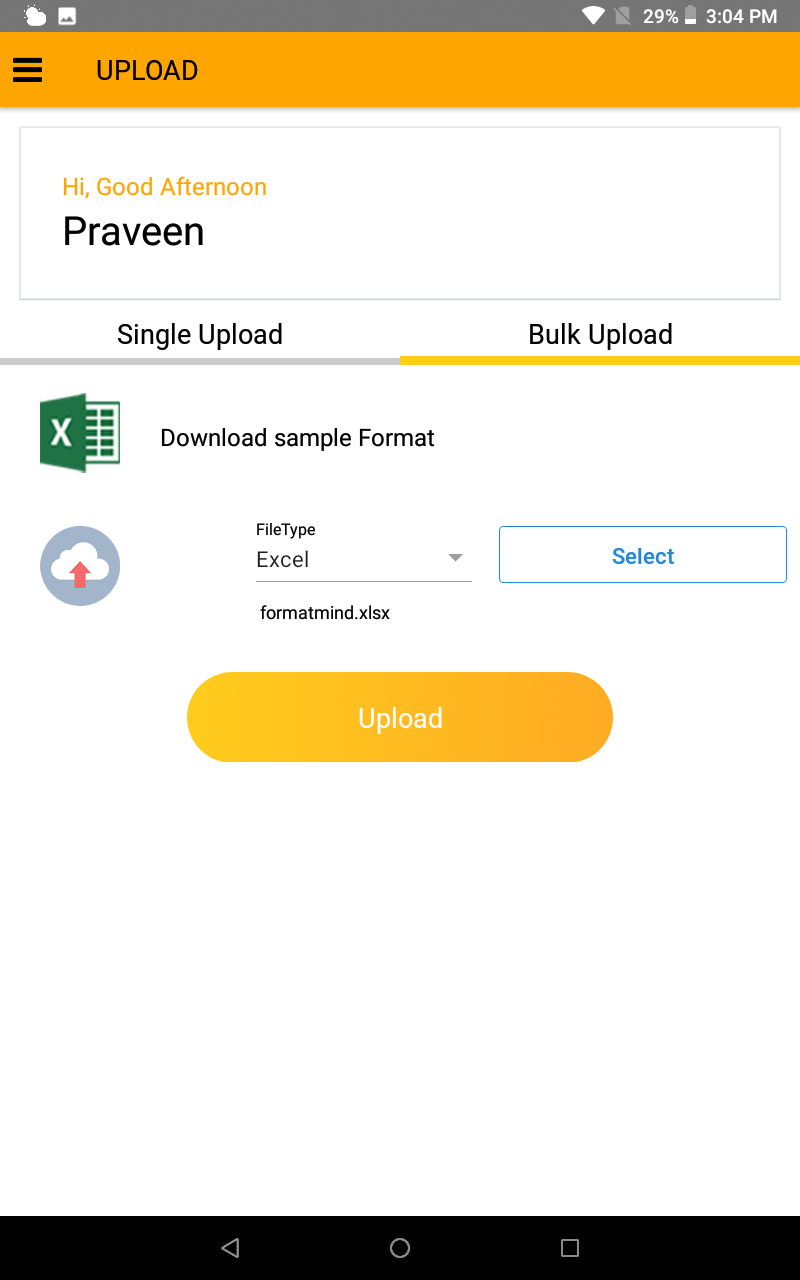 29% 3:04 PM
UPLOAD
Hi, Good Afternoon
Praveen
Single Upload Bulk Upload
X
Download sample Format
FileType
Excel
Select
formatmind.xlsx
Upload